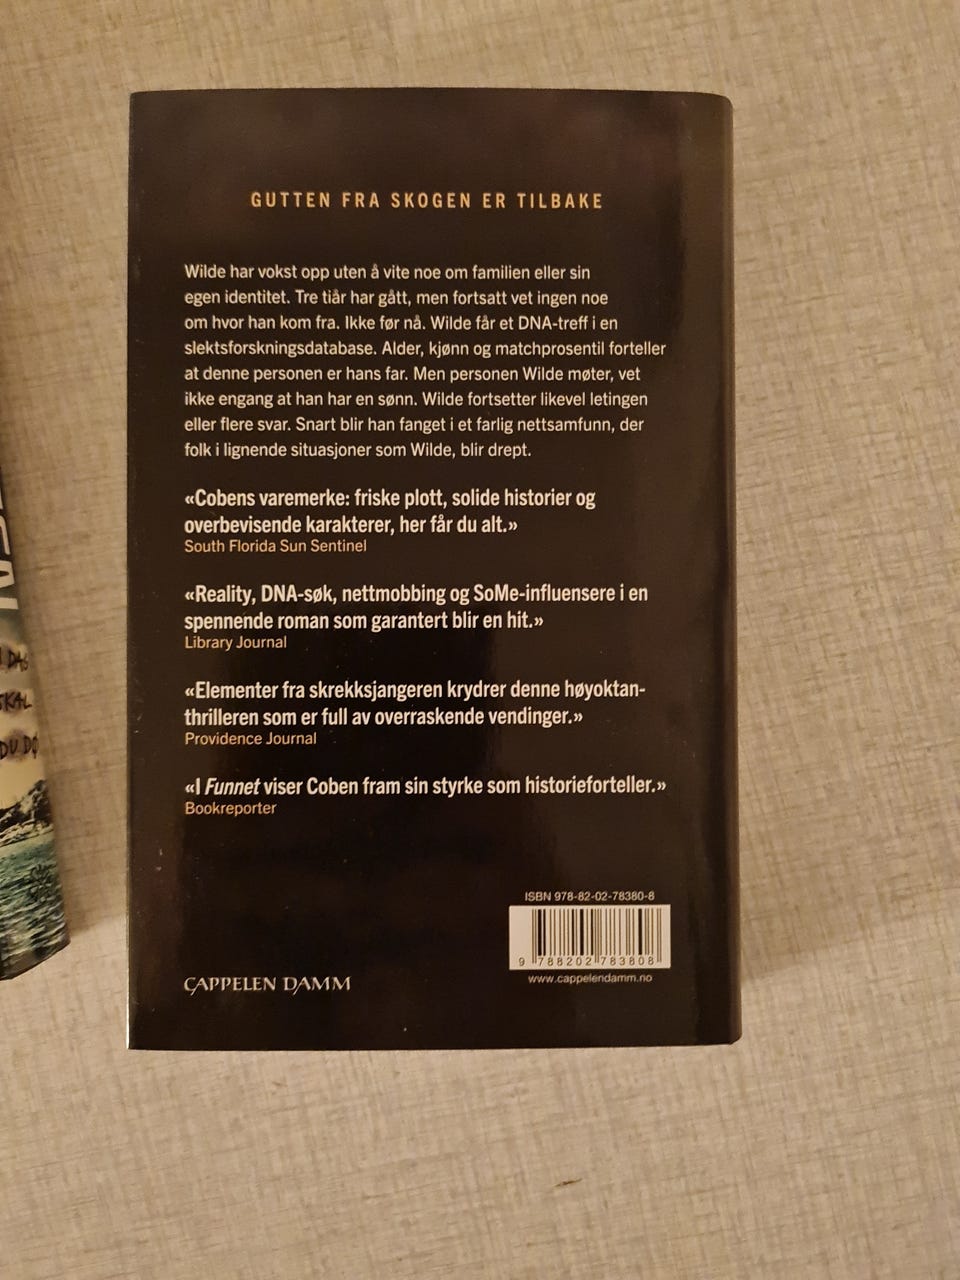 GUTTEN FRA SKOGEN ER TILBAKE
Wilde har vokst opp uten å vite noe om familien eller sin
egen identitet. Tre tiår har gått, men fortsatt vet ingen noe
om hvor han kom fra. Ikke før nå. Wilde får et DNA-treff i en
slektsforskningsdatabase. Alder, kjønn og matchprosentil forteller
at denne personen er hans far. Men personen Wilde møter, vet
ikke engang at han har en sønn. Wilde fortsetter likevel letingen
eller flere svar. Snart blir han fanget i et farlig nettsamfunn, der
folk i lignende situasjoner som Wilde, blir drept.
«Cobens varemerke: friske plott, solide historier og
overbevisende karakterer, her får du alt.»
South Florida Sun Sentinel
«Reality, DNA-søk, nettmobbing og SoMe-influensere i en
spennende roman som garantert blir en hit.»
Library Journal
«Elementer fra skrekksjangeren krydrer denne høyoktan-
thrilleren som er full av overraskende vendinger.»
Providence Journal
«I Funnet viser Coben fram sin styrke som historieforteller.»
Bookreporter
ISBN 978-82-02-78380-8
9 788202 783808
www.cappelendamm.no
CAPPELEN DAMM
DAG
SKAL
DU DØ